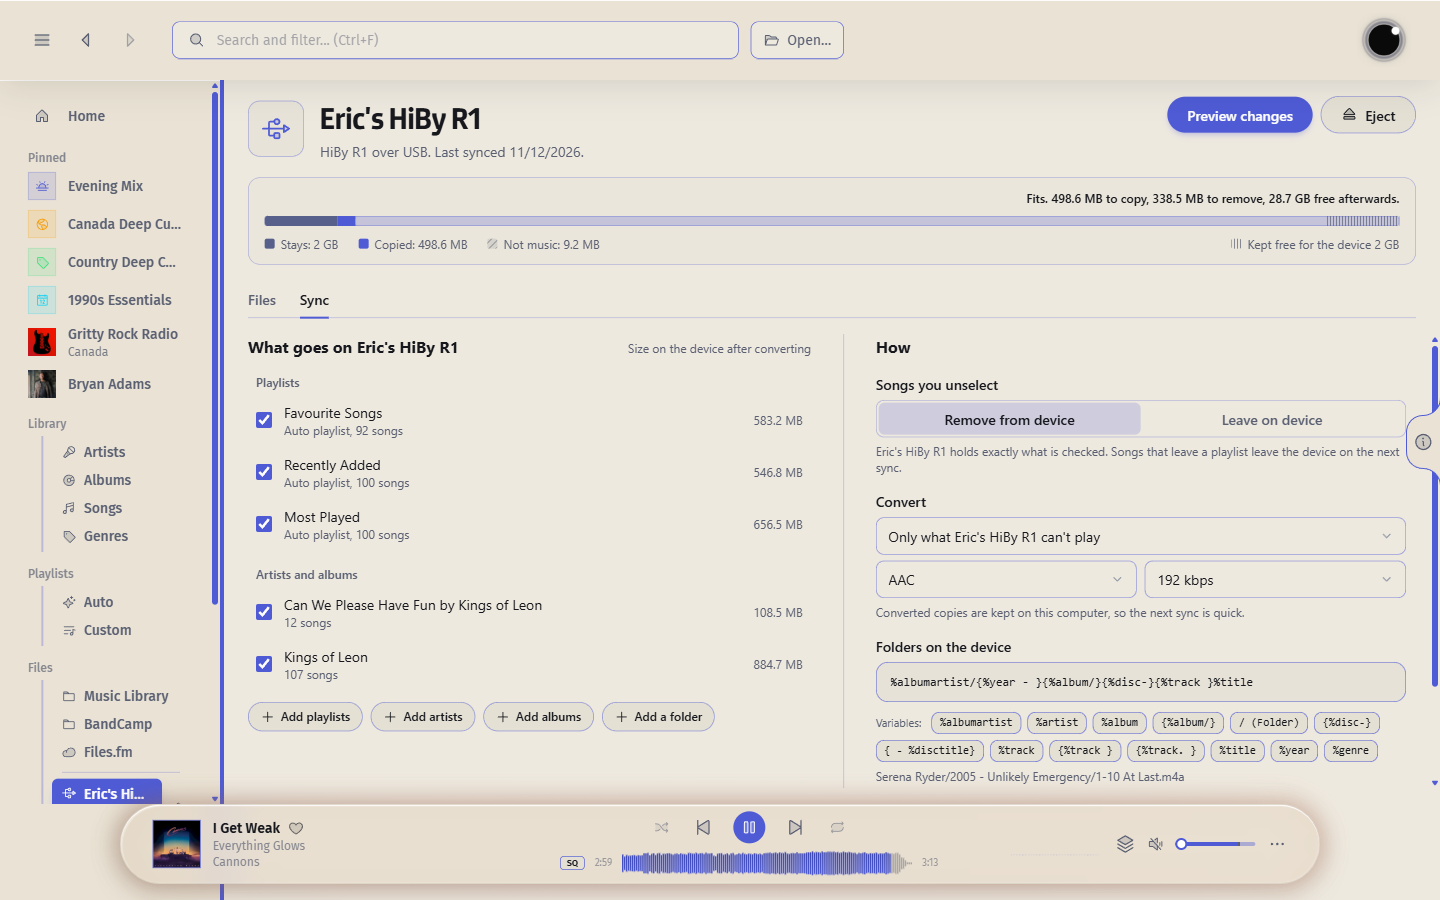 Search and filter... (Ctrl+F)
Open...
Home
Pinned
Evening Mix
Canada Deep Cu...
Country Deep C...
1990s Essentials
Gritty Rock Radio
Canada
Bryan Adams
Library
Artists
Albums
Songs
Genres
Playlists
Auto
Custom
Files
Music Library
BandCamp
Files.fm
Eric's Hi...
Eric's HiBy R1
HiBy R1 over USB. Last synced 11/12/2026.
Preview changes
Eject
Fits. 498.6 MB to copy, 338.5 MB to remove, 28.7 GB free afterwards.
Stays: 2 GB
Copied: 498.6 MB
Not music: 9.2 MB
Kept free for the device 2 GB
Files
Sync
What goes on Eric's HiBy R1
Size on the device after converting
Playlists
Favourite Songs
Auto playlist, 92 songs
583.2 MB
Recently Added
Auto playlist, 100 songs
546.8 MB
Most Played
Auto playlist, 100 songs
656.5 MB
Artists and albums
Can We Please Have Fun by Kings of Leon
12 songs
108.5 MB
Kings of Leon
107 songs
884.7 MB
Add playlists
Add artists
Add albums
Add a folder
How
Songs you unselect
Remove from device
Leave on device
Eric's HiBy R1 holds exactly what is checked. Songs that leave a playlist leave the device on the next
sync.
Convert
Only what Eric's HiBy R1 can't play
AAC
192 kbps
Converted copies are kept on this computer, so the next sync is quick.
Folders on the device
%albumartist/{%year - }{%album/}{%disc-}{%track }%title
Variables: %albumartist %artist %album {%album/} / (Folder) {%disc-}
{ - %disctitle} %track {%track } {%track. } %title %year %genre
Serena Ryder/2005 - Unlikely Emergency/1-10 At Last.m4a
I Get Weak
Everything Glows
Cannons
SQ
2:59
3:13